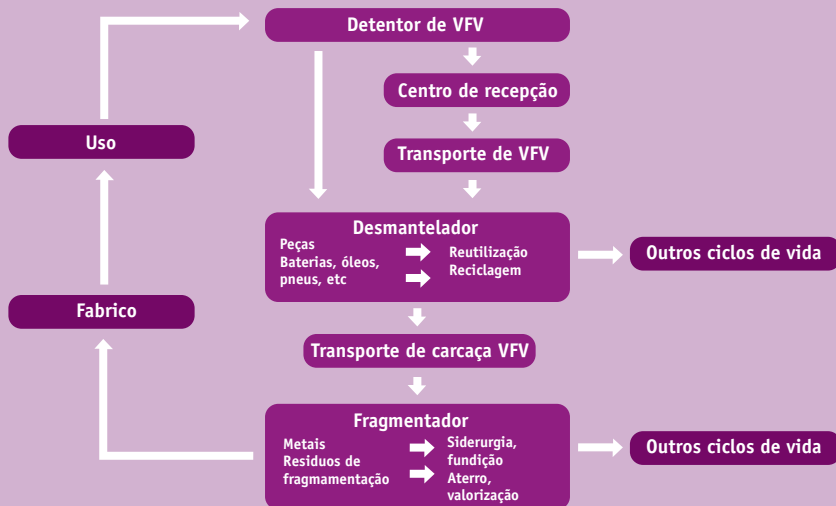 Detentor de VFV
Centro de recepção
Uso
Transporte de VFV
Desmantelador
Peças
Baterias, óleos,
pneus, etc
Reutilização
Reciclagem
Outros ciclos de vida
Fabrico
Transporte de carcaça VFV
Fragmentador
Metais
Residuos de
fragmamentação
Siderurgia,
fundição
Aterro,
valorização
Outros ciclos de vida